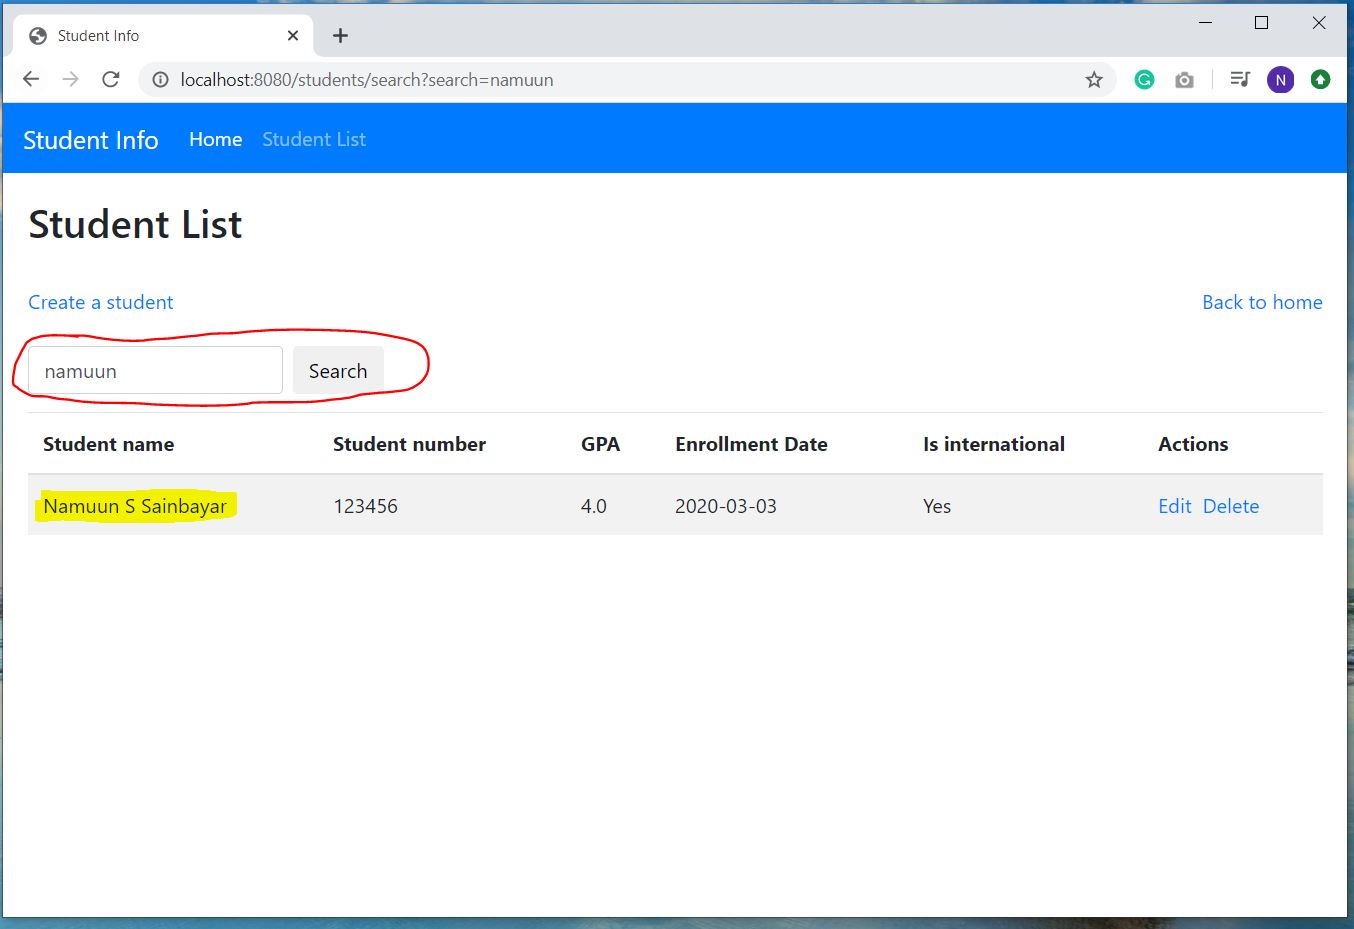 Student Info
localhost:8080/students/search?search=namuun
N
Student Info Home Student List
Student List
Create a student Back to home
namuun Search
Student name Student number GPA Enrollment Date Is international Actions
Namuun S Sainbayar 123456 4.0 2020-03-03 Yes Edit Delete